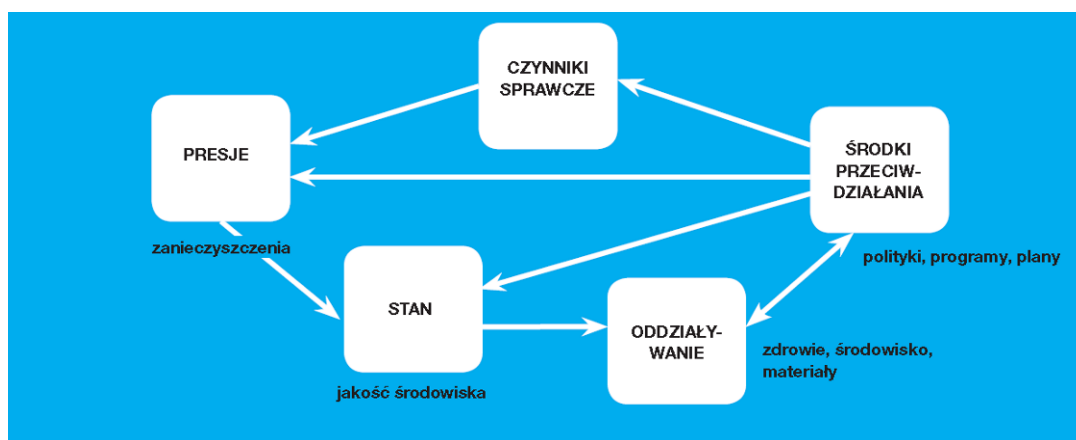 CZYNNIKI
SPRAWCZE
PRESJE
ŚRODKI
PRZECIW-
DZIAŁANIA
zanieczyszczenia
polityki, programy, plany
STAN
ODDZIAŁY-
WANIE
zdrowie, środowisko,
materiały
jakość środowiska